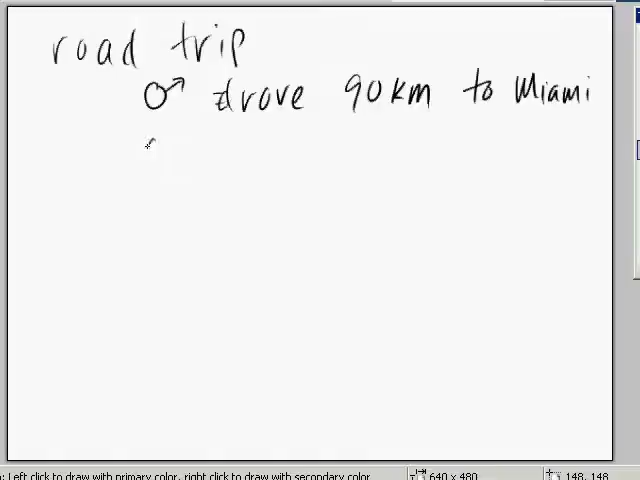 road trip
♂ drove 90km to Miami
: Left click to draw with primary color, right click to draw with secondary color
640 x 480
148, 148